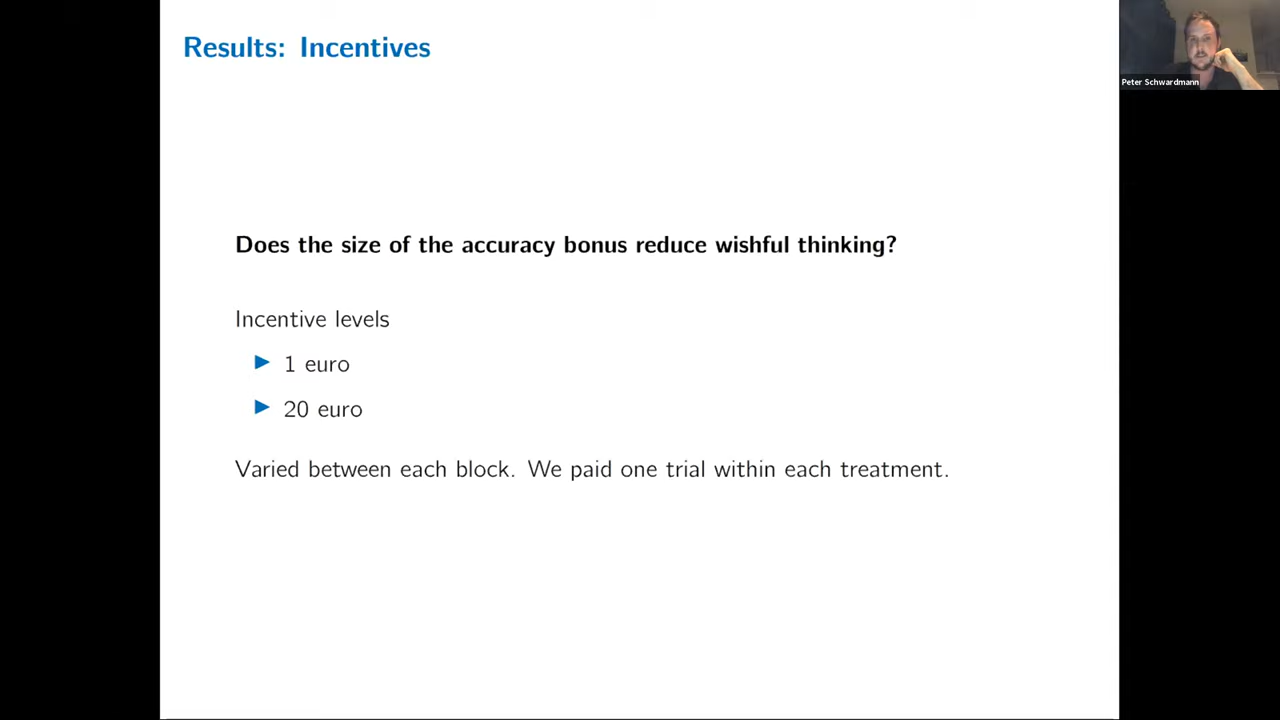 Results: Incentives
Peter Schwardmann
Does the size of the accuracy bonus reduce wishful thinking?
Incentive levels
1 euro
20 euro
Varied between each block. We paid one trial within each treatment.